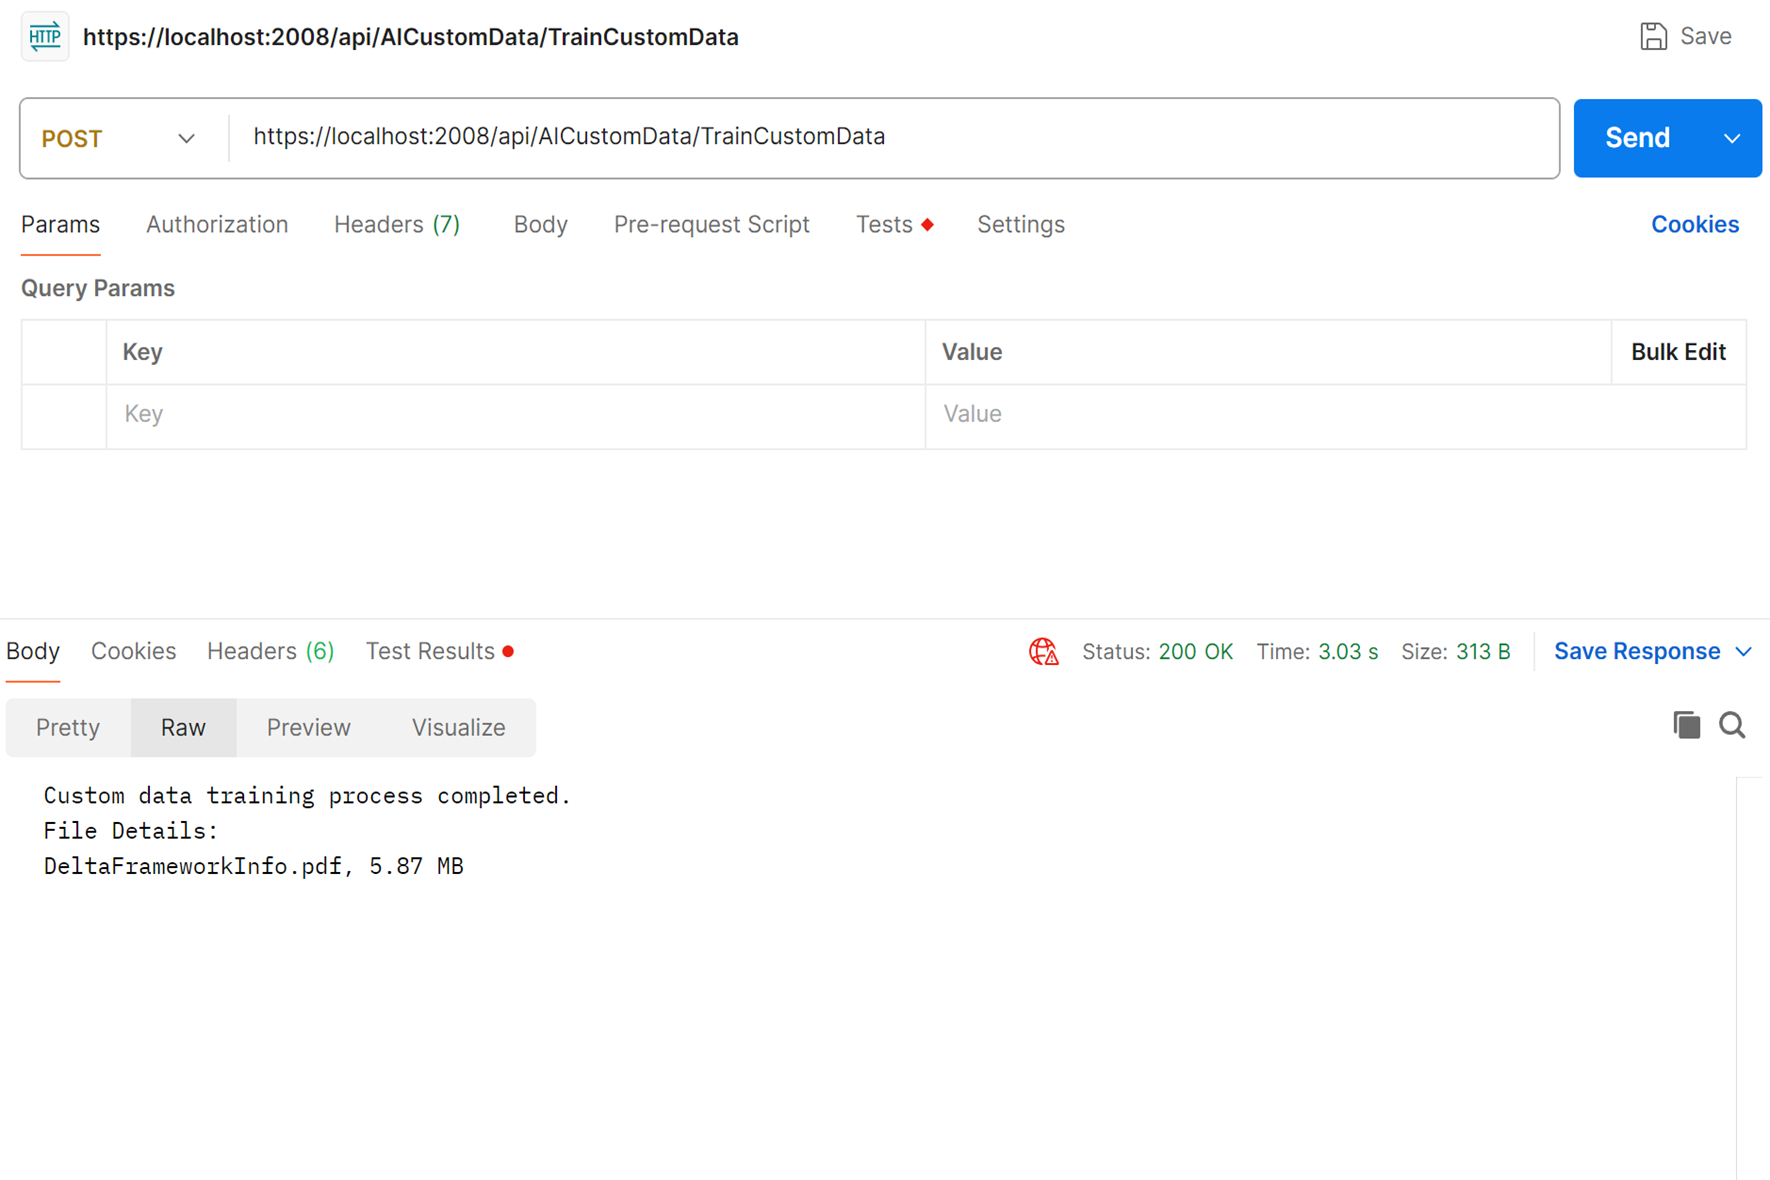 HTTP https://localhost:2008/api/AICustomData/TrainCustomData Save
POST https://localhost:2008/api/AICustomData/TrainCustomData Send
Params Authorization Headers (7) Body Pre-request Script Tests Settings Cookies
Query Params
Key Value Bulk Edit
Key Value
Body Cookies Headers (6) Test Results Status: 200 OK Time: 3.03 s Size: 313 B Save Response
Pretty Raw Preview Visualize
Custom data training process completed.
File Details:
DeltaFrameworkInfo.pdf, 5.87 MB